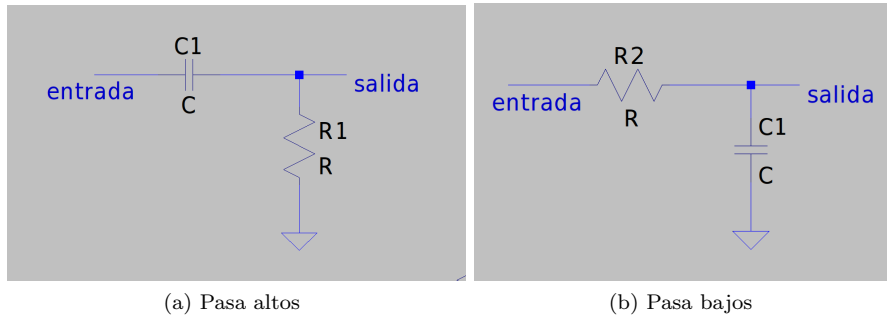 C1
entrada
salida
C
R1
R
(a) Pasa altos
R2
entrada
salida
R
C1
C
(b) Pasa bajos